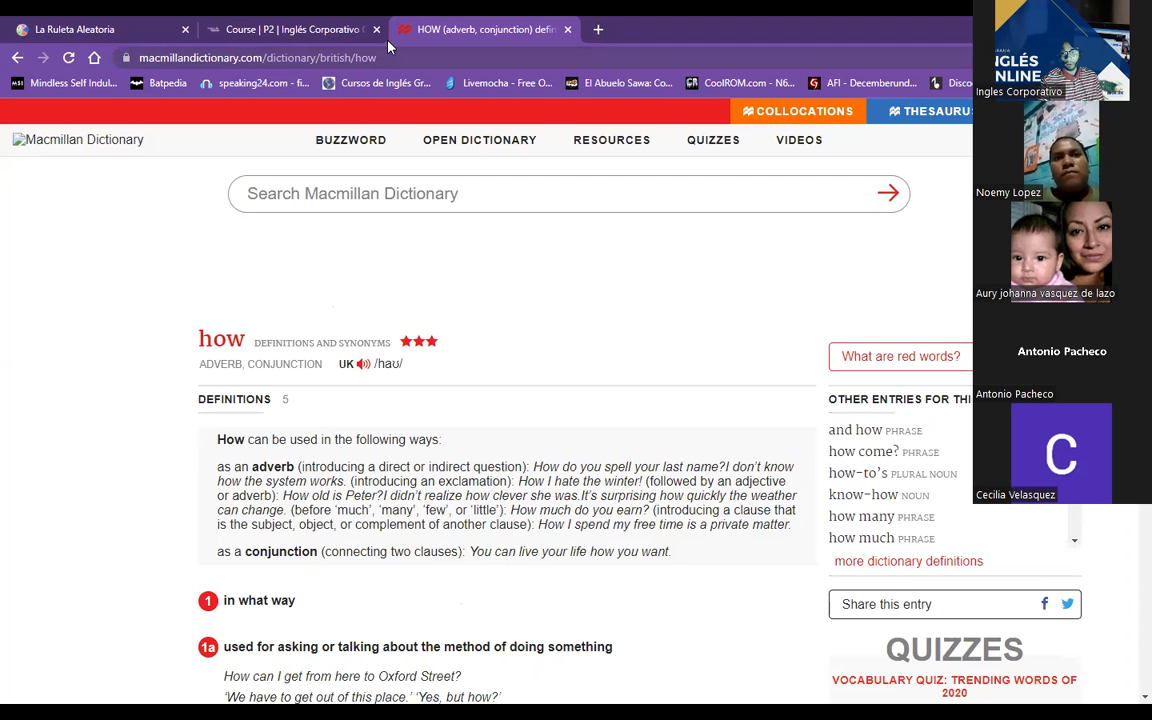 La Ruleta Aleatoria
Course | P2 | Inglés Corporativo
HOW (adverb, conjunction) defin
macmillandictionary.com/dictionary/british/how
Mindless Self Indul...
Batpedia
speaking24.com - fi...
Cursos de Inglés Gr...
Livemocha - Free O...
El Abuelo Sawa: Co...
CoolROM.com - N6...
AFI - Decemberund...
Disco
COLLOCATIONS
THESAURU
Macmillan Dictionary
BUZZWORD
OPEN DICTIONARY
RESOURCES
QUIZZES
VIDEOS
Search Macmillan Dictionary
how DEFINITIONS AND SYNONYMS ★★★
ADVERB, CONJUNCTION UK /haʊ/
DEFINITIONS 5
How can be used in the following ways:
as an adverb (introducing a direct or indirect question): How do you spell your last name?I don't know
how the system works. (introducing an exclamation): How I hate the winter! (followed by an adjective
or adverb): How old is Peter?I didn't realize how clever she was.It's surprising how quickly the weather
can change. (before 'much', 'many', 'few', or 'little'): How much do you earn? (introducing a clause that
is the subject, object, or complement of another clause): How I spend my free time is a private matter.
as a conjunction (connecting two clauses): You can live your life how you want.
1 in what way
1a used for asking or talking about the method of doing something
How can I get from here to Oxford Street?
'We have to get out of this place.' 'Yes, but how?'
What are red words?
OTHER ENTRIES FOR THI
and how PHRASE
how come? PHRASE
how-to's PLURAL NOUN
know-how NOUN
how many PHRASE
how much PHRASE
more dictionary definitions
Share this entry
QUIZZES
VOCABULARY QUIZ: TRENDING WORDS OF
2020
NGLÉS
NLINE
Ingles Corporativo
Noemy Lopez
Aury johanna vasquez de lazo
Antonio Pacheco
Antonio Pacheco
C
Cecilia Velasquez